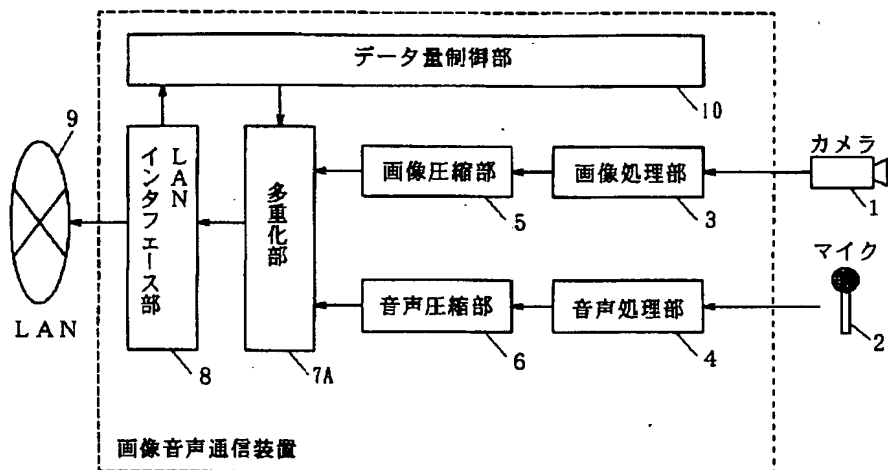 データ量制御部
10
9
LAN
インタフェース部
多重化部
画像圧縮部
画像処理部
カメラ
5
3
1
マイク
音声圧縮部
音声処理部
LAN
8
7A
6
4
2
画像音声通信装置